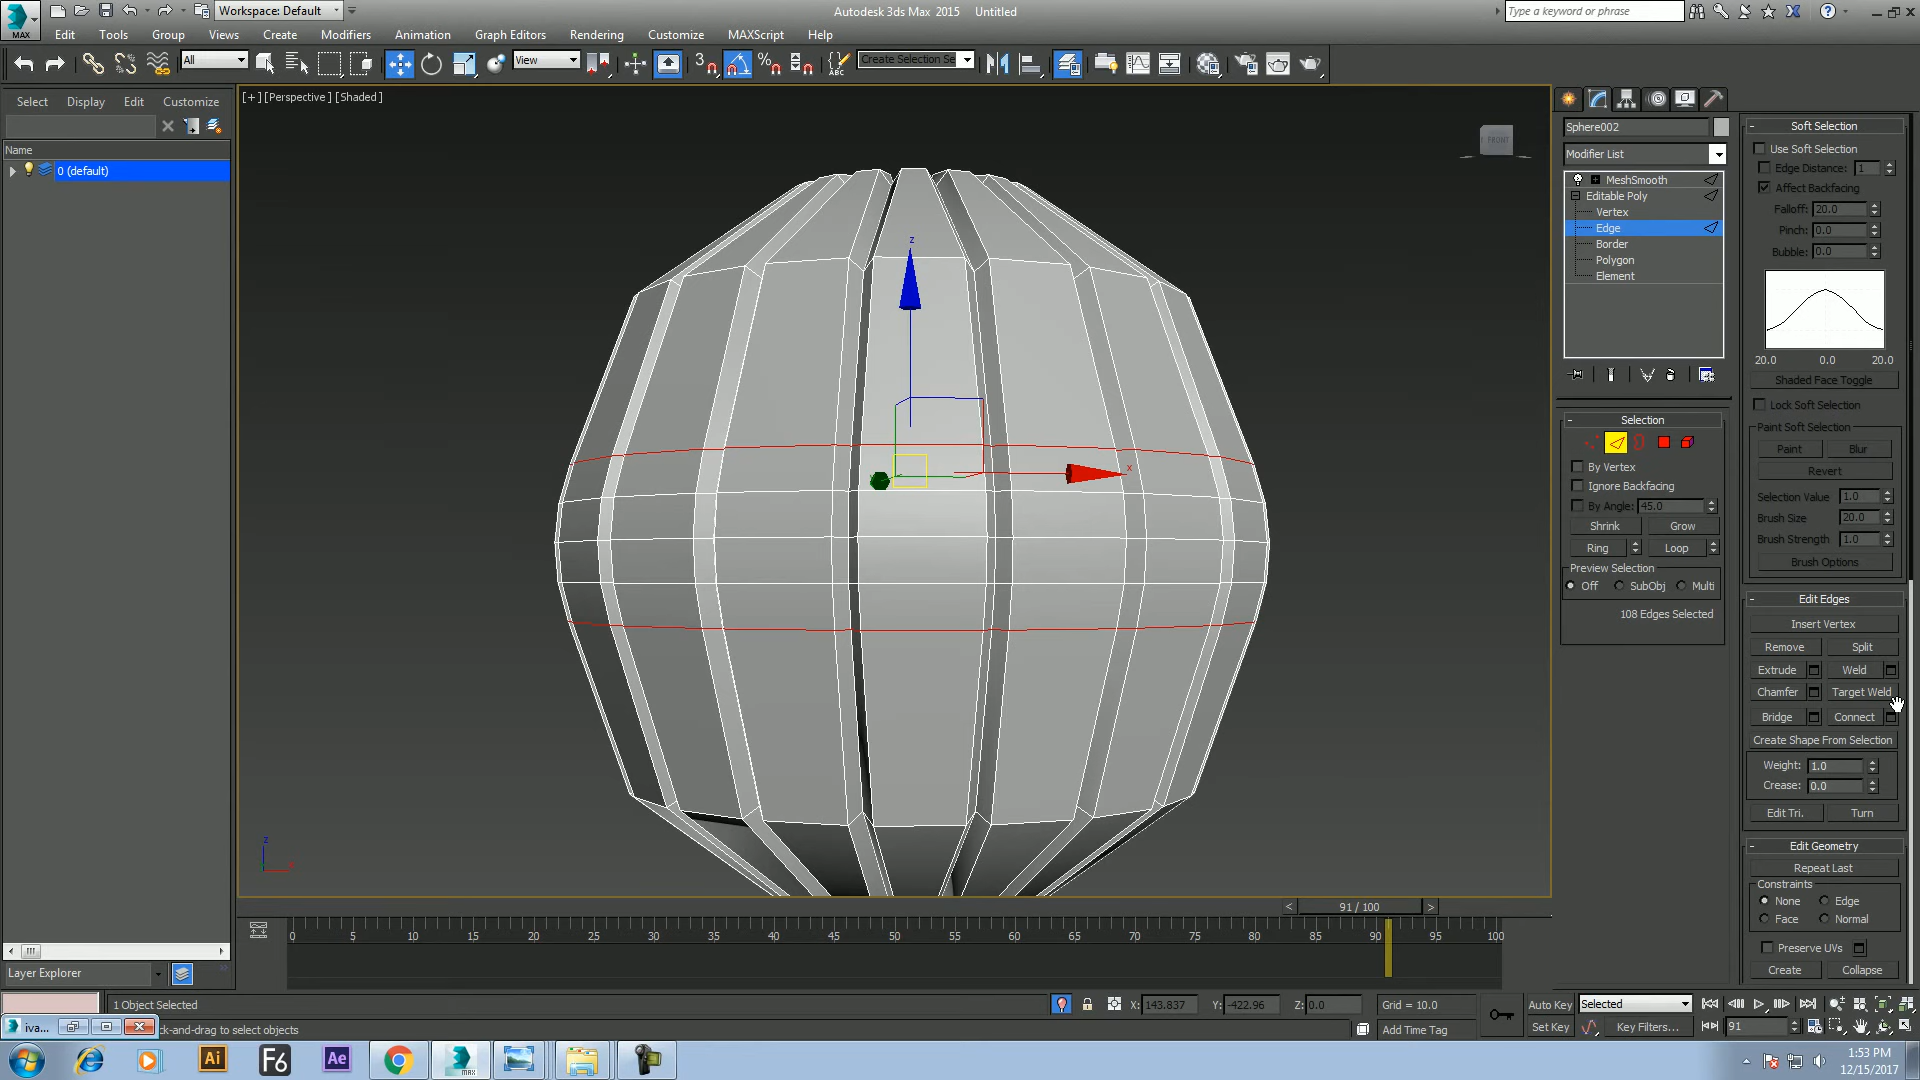 Workspace: Default
Autodesk 3ds Max 2015 Untitled
Type a keyword or phrase
MAX
Edit Tools Group Views Create Modifiers Animation Graph Editors Rendering Customize MAXScript Help
All
View
3
ABC
Create Selection Se
Select Display Edit Customize
Name
0 (default)
[+] [Perspective ] [Shaded ]
FRONT
z
x
z
Sphere002
Modifier List
MeshSmooth
Editable Poly
Vertex
Edge
Border
Polygon
Element
Selection
By Vertex
Ignore Backfacing
By Angle: 45.0
Shrink Grow
Ring Loop
Preview Selection
Off SubObj Multi
108 Edges Selected
Soft Selection
Use Soft Selection
Edge Distance: 1
Affect Backfacing
Falloff: 20.0
Pinch: 0.0
Bubble: 0.0
20.0 0.0 20.0
Shaded Face Toggle
Lock Soft Selection
Paint Soft Selection
Paint Blur
Revert
Selection Value 1.0
Brush Size 20.0
Brush Strength 1.0
Brush Options
Edit Edges
Insert Vertex
Remove Split
Extrude Weld
Chamfer Target Weld
Bridge Connect
Create Shape From Selection
Weight: 1.0
Crease: 0.0
Edit Tri. Turn
Edit Geometry
Repeat Last
Constraints
None Edge
Face Normal
Preserve UVs
Create Collapse
< 91 / 100 >
0 5 10 15 20 25 30 35 40 45 50 55 60 65 70 75 80 85 90 95 100
Layer Explorer
1 Object Selected
X: 143.837 Y: -422.96 Z: 0.0
Grid = 10.0
Auto Key Selected
iva...
ck-and-drag to select objects
Add Time Tag
Set Key Key Filters... 91
Ai F6 Ae MAX
1:53 PM
12/15/2017